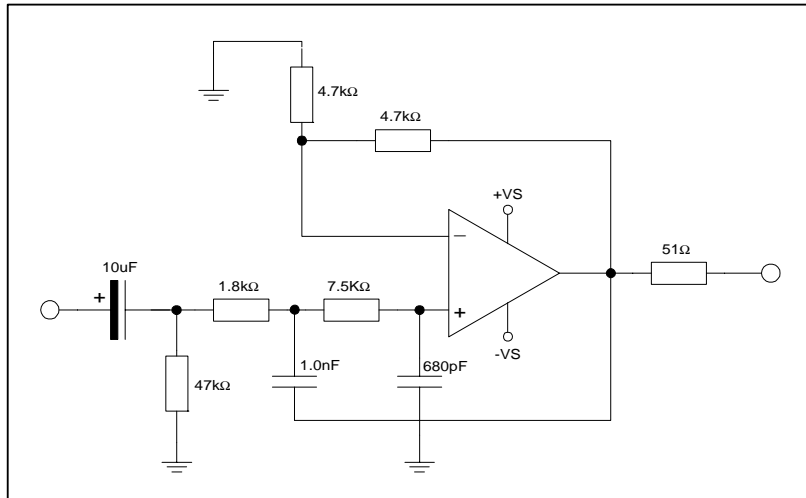 4.7kΩ
4.7kΩ
+VS
−
51Ω
10uF
+
1.8kΩ
7.5KΩ
+
-VS
1.0nF
680pF
47kΩ